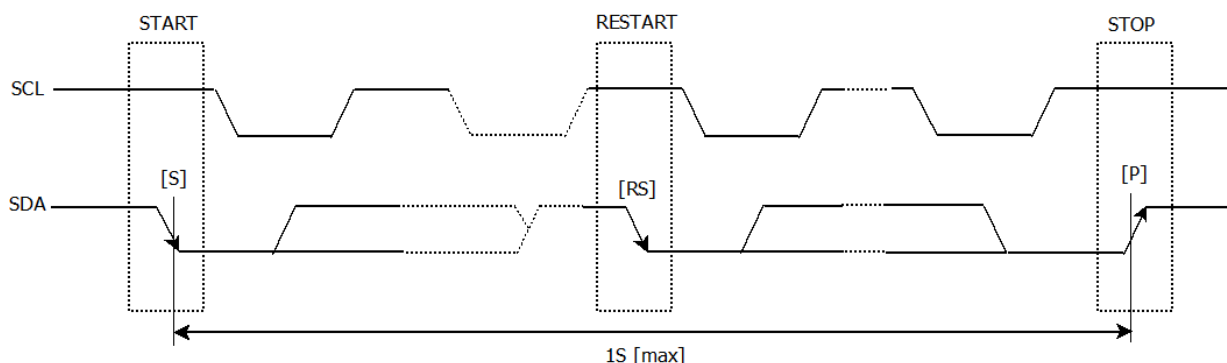 START
RESTART
STOP
SCL
[S]
[RS]
[P]
SDA
1S [max]